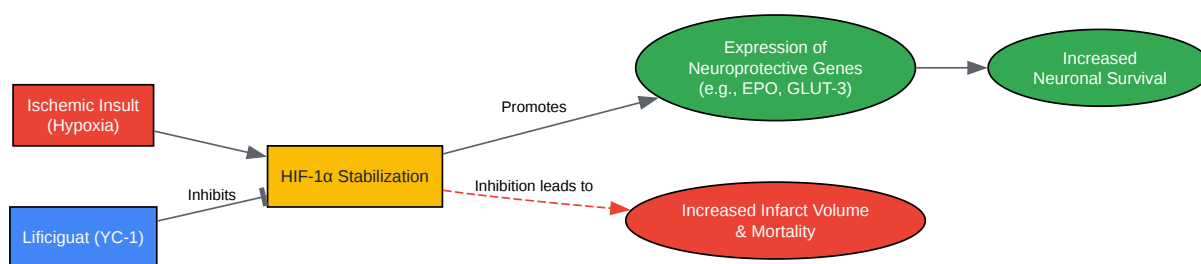 Ischemic Insult
(Hypoxia)
Lificiguat (YC-1)
Inhibits
HIF-1α Stabilization
Promotes
Inhibition leads to
Expression of
Neuroprotective Genes
(e.g., EPO, GLUT-3)
Increased
Neuronal Survival
Increased Infarct Volume
& Mortality